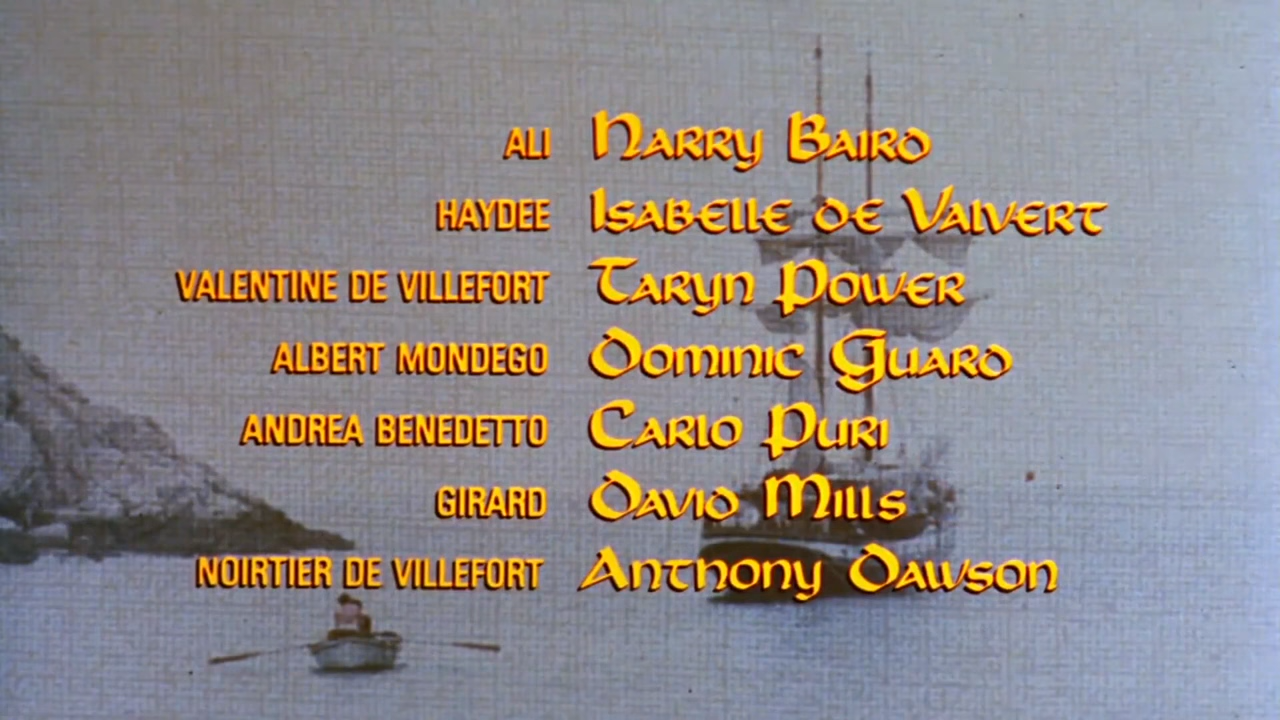 ALI Harry Baird
HAYDEE Isabelle de Valvert
VALENTINE DE VILLEFORT Taryn Power
ALBERT MONDEGO Dominic Guard
ANDREA BENEDETTO Carlo Puri
GIRARD David Mills
NOIRTIER DE VILLEFORT Anthony Dawson